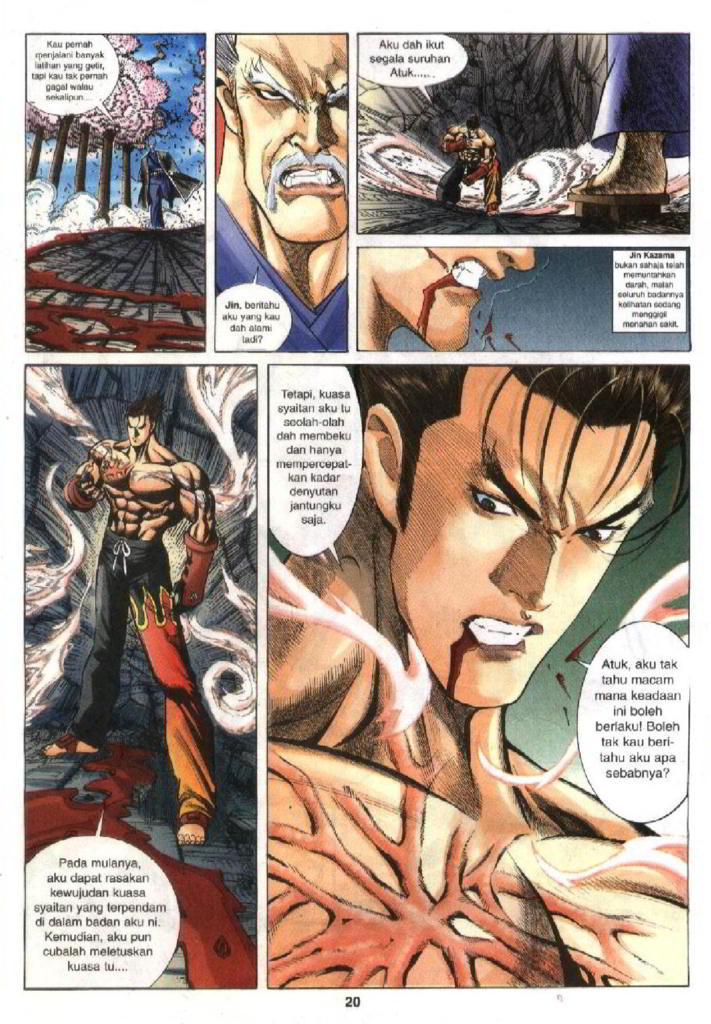 Kau pernah
menjalani banyak
latihan yang getir,
tapi kau tak pernah
gagal walau
sekalipun....
Jin, beritahu
aku yang kau
dah alami
tadi?
Aku dah ikut
segala suruhan
Atuk.....
Jin Kazama
bukan sahaja telah
memuntahkan
darah, malah
seluruh badannya
kelihatan sedang
menggigil
menahan sakit.
Pada mulanya,
aku dapat rasakan
kewujudan kuasa
syaitan yang terpendam
di dalam badan aku ni.
Kemudian, aku pun
cubalah meletuskan
kuasa tu....
Tetapi, kuasa
syaitan aku tu
seolah-olah
dah membeku
dan hanya
mempercepat-
kan kadar
denyutan
jantungku
saja.
Atuk, aku tak
tahu macam
mana keadaan
ini boleh
berlaku! Boleh
tak kau beri-
tahu aku apa
sebabnya?
20